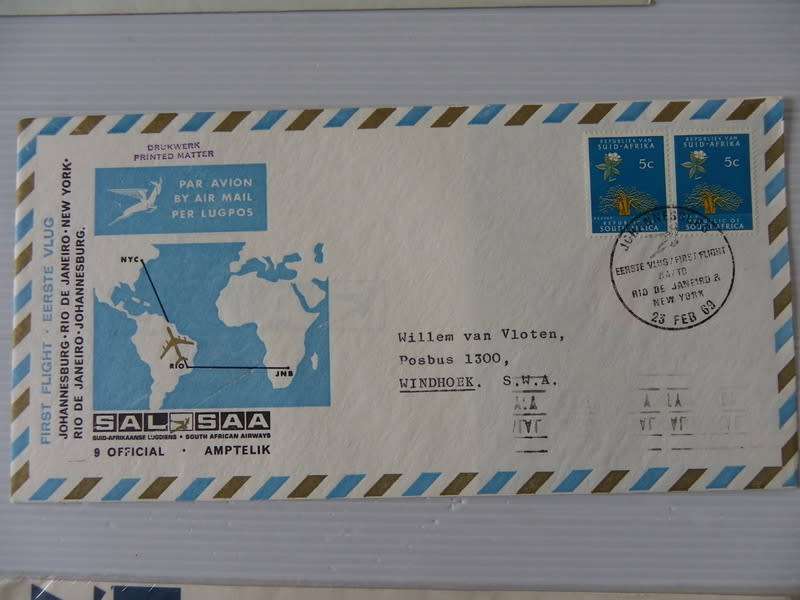 DRUKWERK
PRINTED MATTER
PAR AVION
BY AIR MAIL
PER LUGPOS
FIRST FLIGHT · EERSTE VLUG
JOHANNESBURG · RIO DE JANEIRO · NEW YORK ·
RIO DE JANEIRO · JOHANNESBURG.
NYC
RIO
JNB
SAL SAA
SUID-AFRIKAANSE LUGDIENS · SOUTH AFRICAN AIRWAYS
9 OFFICIAL · AMPTELIK
REPUBLIEK VAN
SUID-AFRIKA
5c
REPUBLIC OF
SOUTH AFRICA
REPUBLIEK VAN
SUID-AFRIKA
5c
REPUBLIC OF
SOUTH AFRICA
EERSTE VLUG/FIRST FLIGHT
NA/TO
RIO DE JANEIRO &
NEW YORK
23 FEB 69
Willem van Vloten,
Posbus 1300,
WINDHOEK. S.W.A.